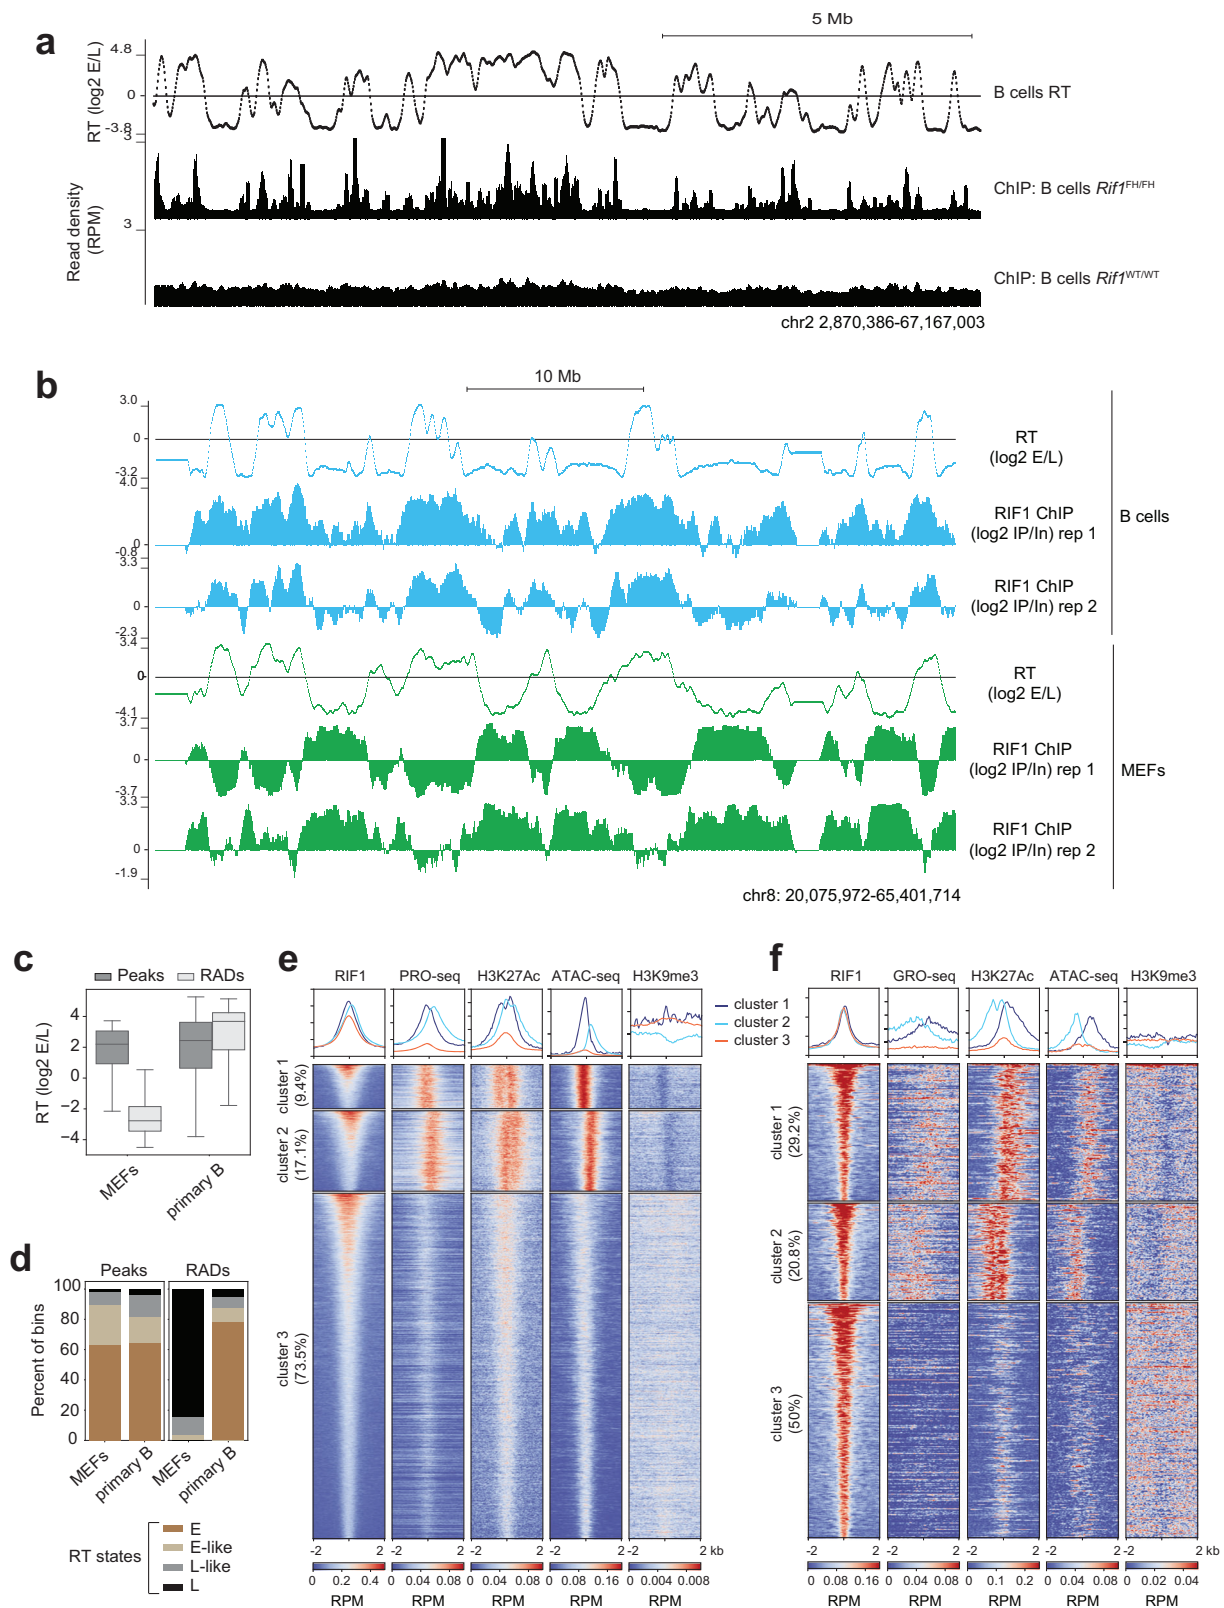 a
5 Mb
RT (log2 E/L)
4.8
0
-3.8
B cells RT
Read density
(RPM)
3
ChIP: B cells Rif1FH/FH
3
ChIP: B cells Rif1WT/WT
chr2 2,870,386-67,167,003
b
10 Mb
3.0
0
-3.2
RT
(log2 E/L)
4.0
0
-0.8
RIF1 ChIP
(log2 IP/In) rep 1
B cells
3.3
0
-2.3
RIF1 ChIP
(log2 IP/In) rep 2
3.4
0
-4.1
RT
(log2 E/L)
3.7
0
-3.7
RIF1 ChIP
(log2 IP/In) rep 1
MEFs
3.3
0
-1.9
RIF1 ChIP
(log2 IP/In) rep 2
chr8: 20,075,972-65,401,714
c
Peaks RADs
RT (log2 E/L)
4
2
0
−2
−4
MEFs
primary B
d
Peaks RADs
Percent of bins
100
80
60
40
20
0
MEFs
primary B
MEFs
primary B
RT states
E
E-like
L-like
L
e
RIF1 PRO-seq H3K27Ac ATAC-seq H3K9me3
cluster 1
cluster 2
cluster 3
cluster 1
(9.4%)
cluster 2
(17.1%)
cluster 3
(73.5%)
-2 2 -2 2 -2 2 -2 2 -2 2 kb
0 0.2 0.4 0 0.04 0.08 0 0.1 0.2 0 0.08 0.16 0 0.004 0.008
RPM RPM RPM RPM RPM
f
RIF1 GRO-seq H3K27Ac ATAC-seq H3K9me3
cluster 1
(29.2%)
cluster 2
(20.8%)
cluster 3
(50%)
-2 2 -2 2 -2 2 -2 2 -2 2 kb
0 0.08 0.16 0 0.04 0.08 0 0.1 0.2 0 0.04 0.08 0 0.02 0.04
RPM RPM RPM RPM RPM